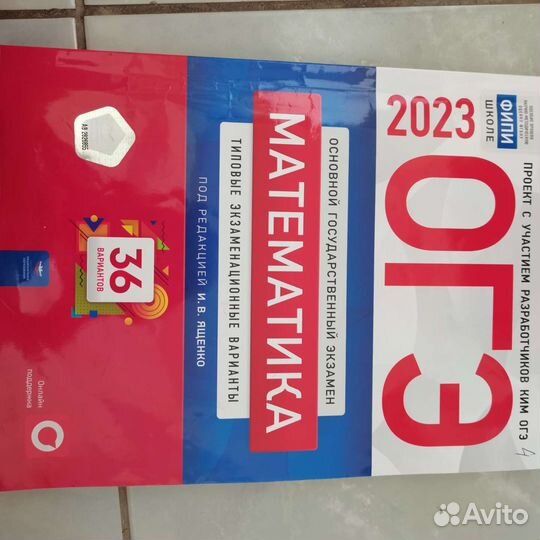 ФИПИ
ШКОЛЕ
2023
ПРОЕКТ С УЧАСТИЕМ РАЗРАБОТЧИКОВ КИМ ОГЭ
4
ОГЭ
ОСНОВНОЙ ГОСУДАРСТВЕННЫЙ ЭКЗАМЕН
МАТЕМАТИКА
ТИПОВЫЕ ЭКЗАМЕНАЦИОННЫЕ ВАРИАНТЫ
ПОД РЕДАКЦИЕЙ И. В. ЯЩЕНКО
36
ВАРИАНТОВ
Онлайн
поддержка
Avito